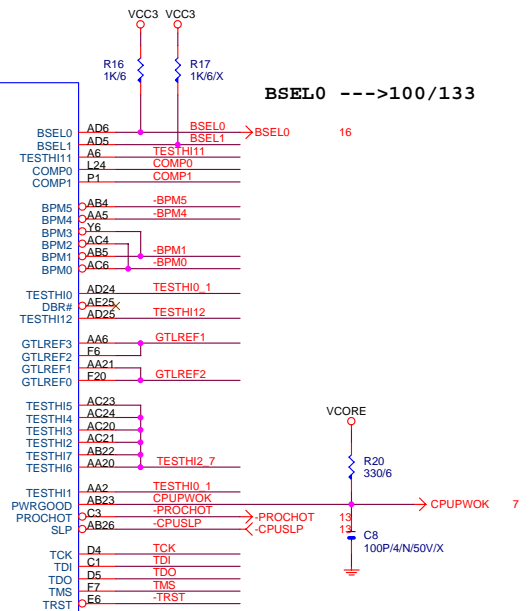 VCC3 VCC3
R16 R17
1K/6 1K/6/X
BSEL0 --->100/133
BSEL0 AD6 BSEL0 BSEL0 16
BSEL1 AD5 BSEL1
TESTHI11 A6 TESTHI11
COMP0 L24 COMP0
COMP1 P1 COMP1
BPM5 AB4 -BPM5
BPM4 AA5 -BPM4
BPM3 Y6
BPM2 AC4
BPM1 AB5 -BPM1
BPM0 AC6 -BPM0
TESTHI0 AD24 TESTHI0_1
DBR# AE25
TESTHI12 AD25 TESTHI12
GTLREF3 AA6 GTLREF1
GTLREF2 F6
GTLREF1 AA21
GTLREF0 F20 GTLREF2
TESTHI5 AC23
TESTHI4 AC24
TESTHI3 AC20
TESTHI2 AC21
TESTHI7 AB22
TESTHI6 AA20 TESTHI2_7
VCORE
R20
330/6
TESTHI1 AA2 TESTHI0_1
PWRGOOD AB23 CPUPWOK CPUPWOK 7
PROCHOT C3 -PROCHOT -PROCHOT 13
SLP AB26 -CPUSLP -CPUSLP 13
C8
100P/4/N/50V/X
TCK D4 TCK
TDI C1 TDI
TDO D5 TDO
TMS F7 TMS
TRST E6 -TRST